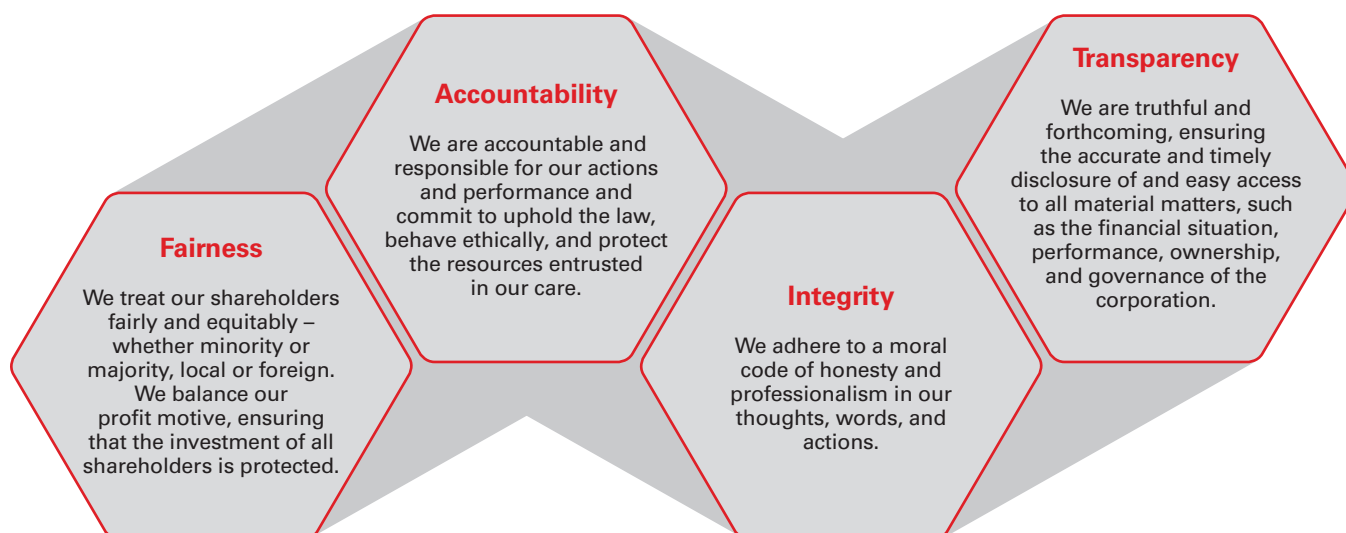 Fairness
We treat our shareholders
fairly and equitably –
whether minority or
majority, local or foreign.
We balance our
profit motive, ensuring
that the investment of all
shareholders is protected.
Accountability
We are accountable and
responsible for our actions
and performance and
commit to uphold the law,
behave ethically, and protect
the resources entrusted
in our care.
Integrity
We adhere to a moral
code of honesty and
professionalism in our
thoughts, words, and
actions.
Transparency
We are truthful and
forthcoming, ensuring
the accurate and timely
disclosure of and easy access
to all material matters, such
as the financial situation,
performance, ownership,
and governance of the
corporation.